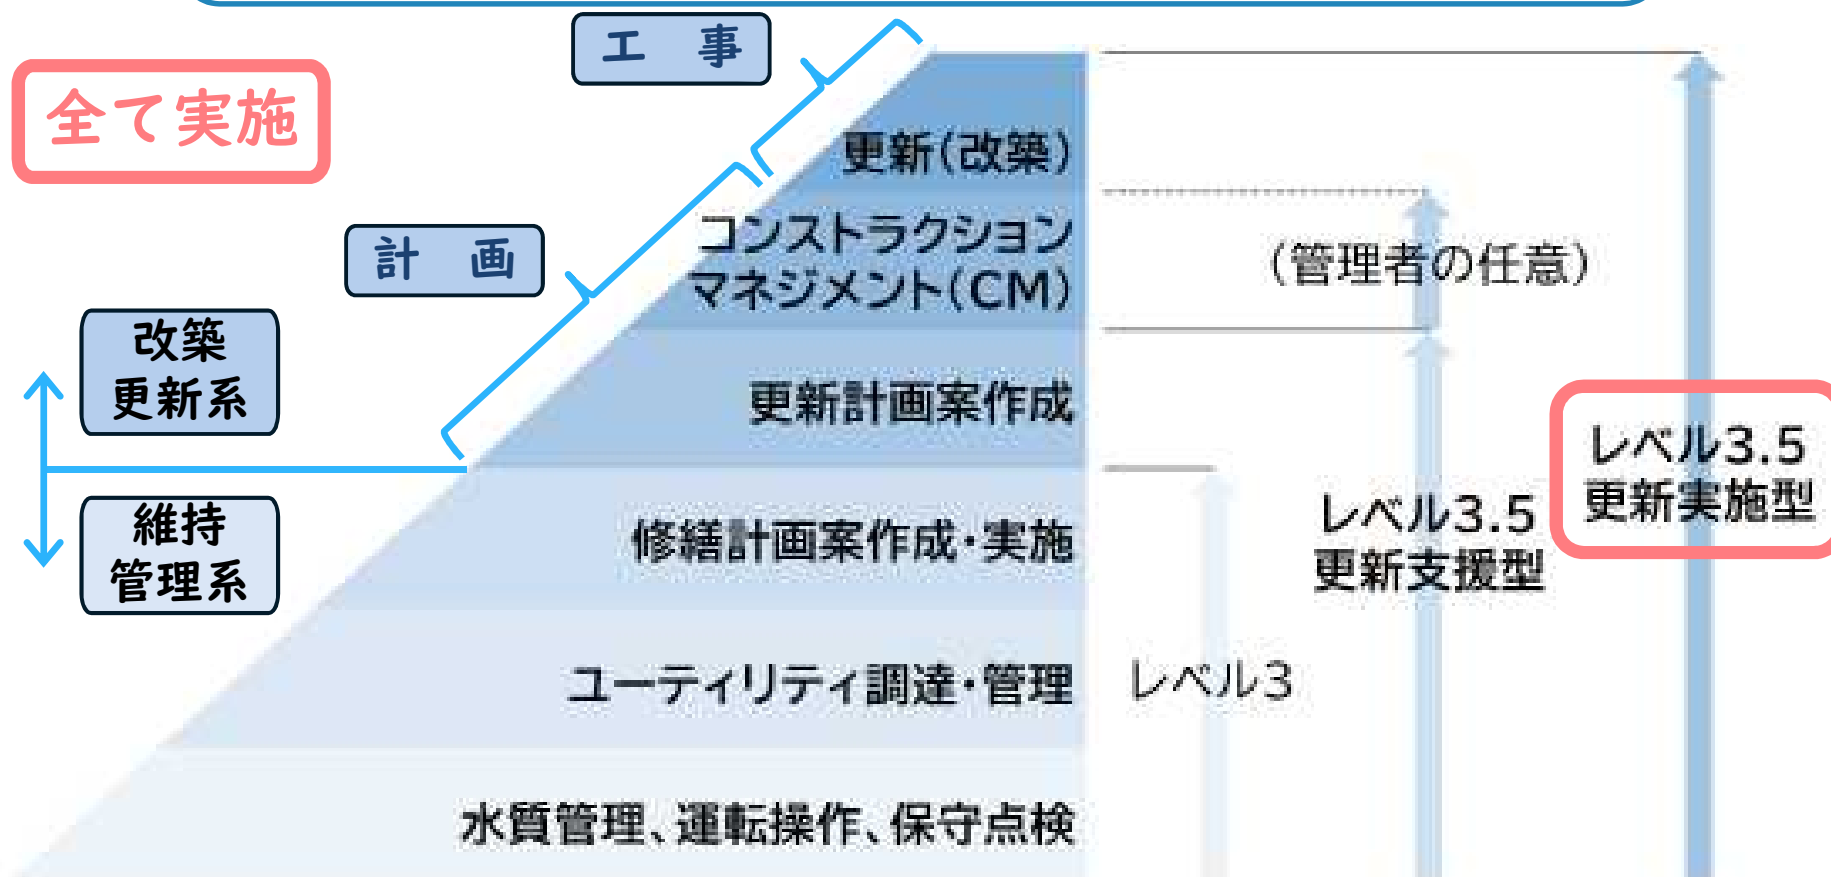 工 事
全て実施
更新(改築)
計 画
コンストラクション
マネジメント(CM)
(管理者の任意)
改築
更新系
更新計画案作成
レベル3.5
更新実施型
維持
管理系
修繕計画案作成・実施
レベル3.5
更新支援型
ユーティリティ調達・管理
レベル3
水質管理、運転操作、保守点検